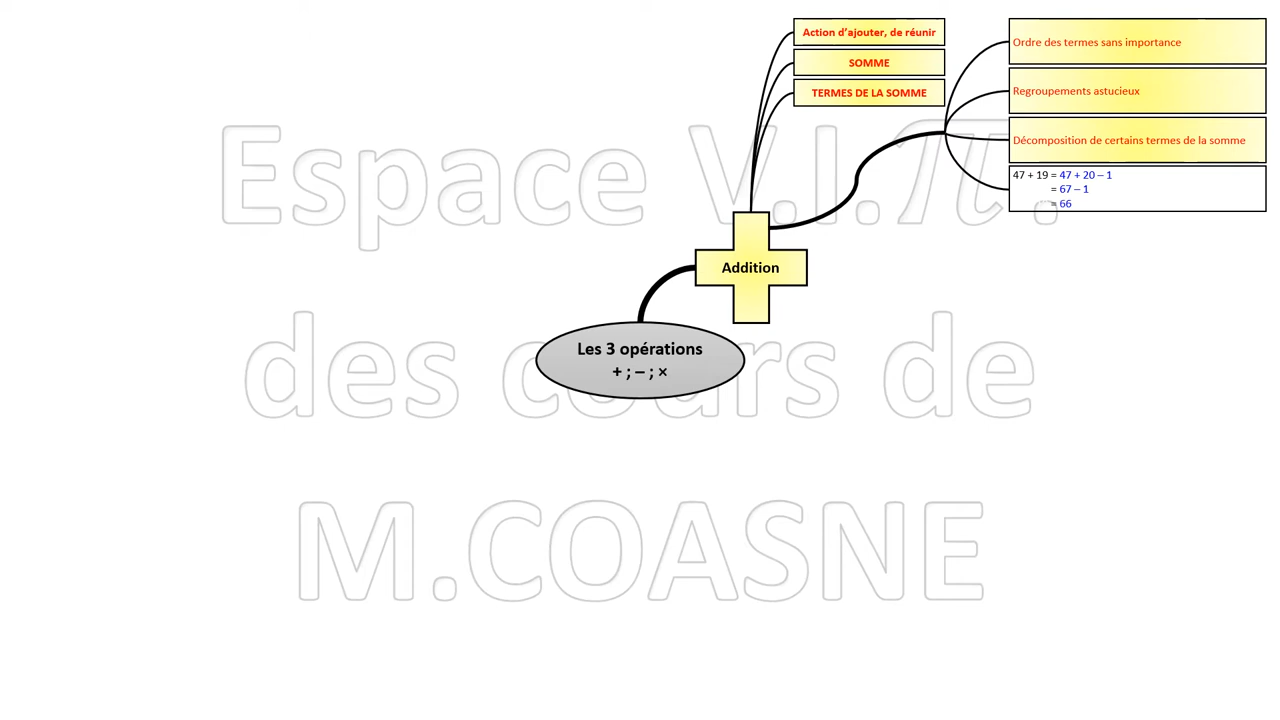 Action d'ajouter, de réunir
SOMME
TERMES DE LA SOMME
Ordre des termes sans importance
Regroupements astucieux
Décomposition de certains termes de la somme
47 + 19 = 47 + 20 – 1
= 67 – 1
= 66
Addition
Les 3 opérations
+ ; – ; ×
Espace V.I.π.
des cours de
M.COASNE